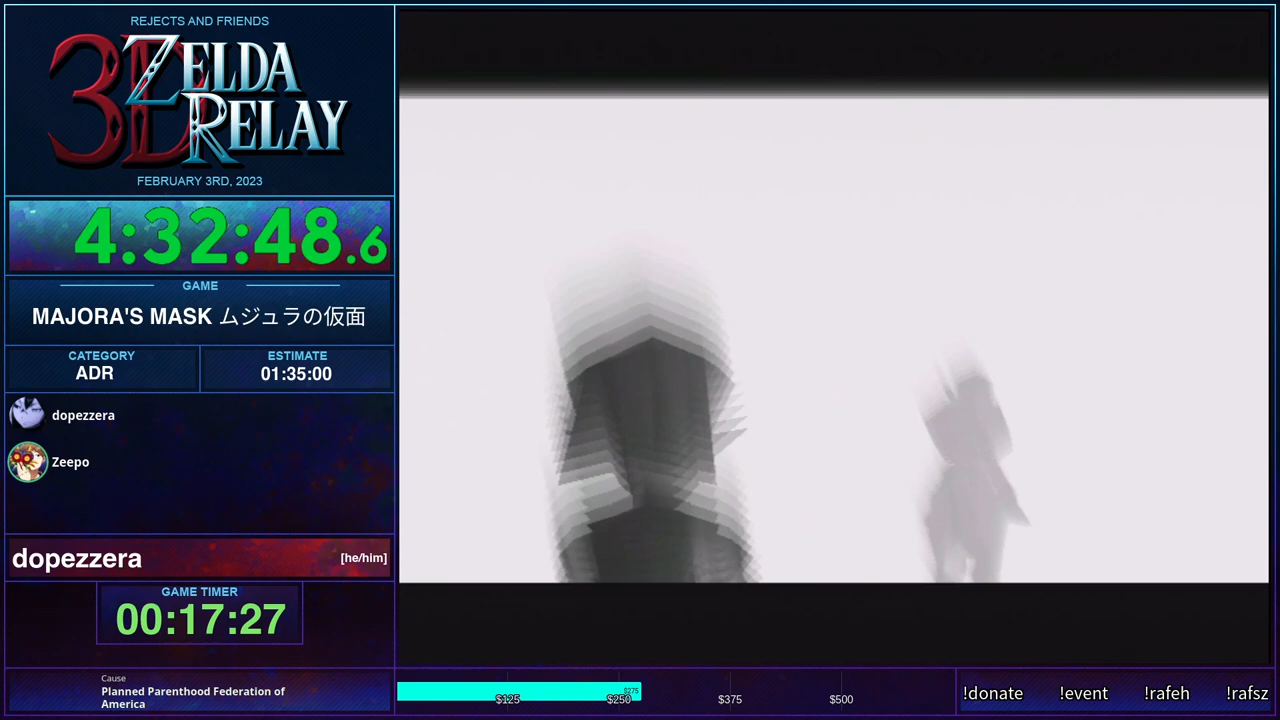 REJECTS AND FRIENDS
3D ZELDA
RELAY
FEBRUARY 3RD, 2023
4:32:48.6
GAME
MAJORA'S MASK ムジュラの仮面
CATEGORY
ADR
ESTIMATE
01:35:00
dopezzera
Zeepo
dopezzera
[he/him]
GAME TIMER
00:17:27
Cause
Planned Parenthood Federation of
America
$275
$125
$250
$375
$500
!donate
!event
!rafeh
!rafsz